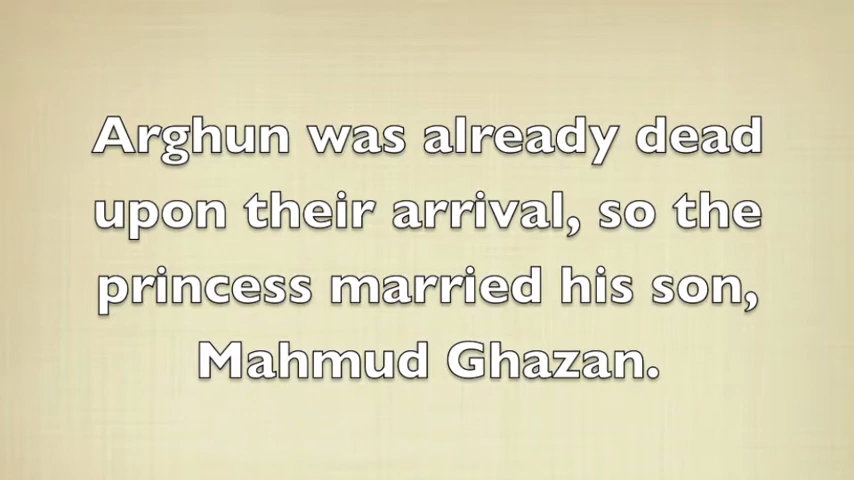 Arghun was already dead
upon their arrival, so the
princess married his son,
Mahmud Ghazan.